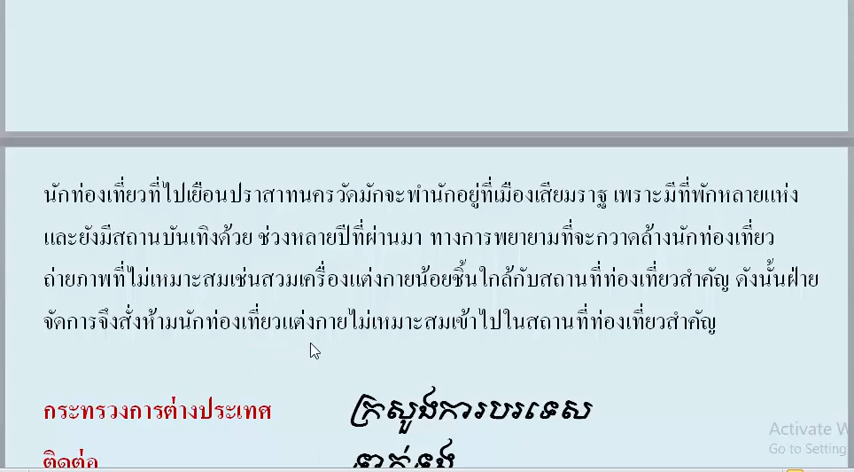 นักท่องเที่ยวที่ไปเยือนปราสาทนครวัดมักจะพำนักอยู่ที่เมืองเสียมราฐ เพราะมีที่พักหลายแห่ง
และยังมีสถานบันเทิงด้วย ช่วงหลายปีที่ผ่านมา ทางการพยายามที่จะกวาดล้างนักท่องเที่ยว
ถ่ายภาพที่ไม่เหมาะสมเช่นสวมเครื่องแต่งกายน้อยชิ้นใกล้กับสถานที่ท่องเที่ยวสำคัญ ดังนั้นฝ่าย
จัดการจึงสั่งห้ามนักท่องเที่ยวแต่งกายไม่เหมาะสมเข้าไปในสถานที่ท่องเที่ยวสำคัญ
กระทรวงการต่างประเทศ ក្រសួងការបរទេស
ติดต่อ ទាក់ទង
Activate W
Go to Setting